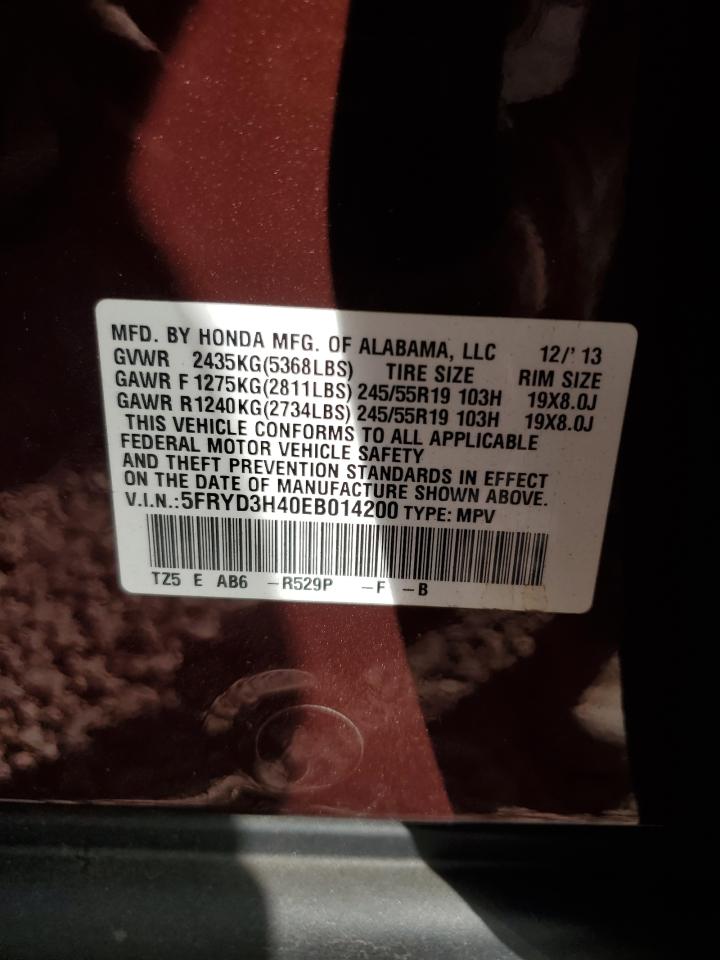 MFD. BY HONDA MFG. OF ALABAMA, LLC 12/' 13
GVWR 2435KG(5368LBS) TIRE SIZE RIM SIZE
GAWR F1275KG(2811LBS) 245/55R19 103H 19X8.0J
GAWR R1240KG(2734LBS) 245/55R19 103H 19X8.0J
THIS VEHICLE CONFORMS TO ALL APPLICABLE
FEDERAL MOTOR VEHICLE SAFETY
AND THEFT PREVENTION STANDARDS IN EFFECT
ON THE DATE OF MANUFACTURE SHOWN ABOVE.
V.I.N.:5FRYD3H40EB014200 TYPE: MPV
TZ5 E AB6 –R529P –F –B